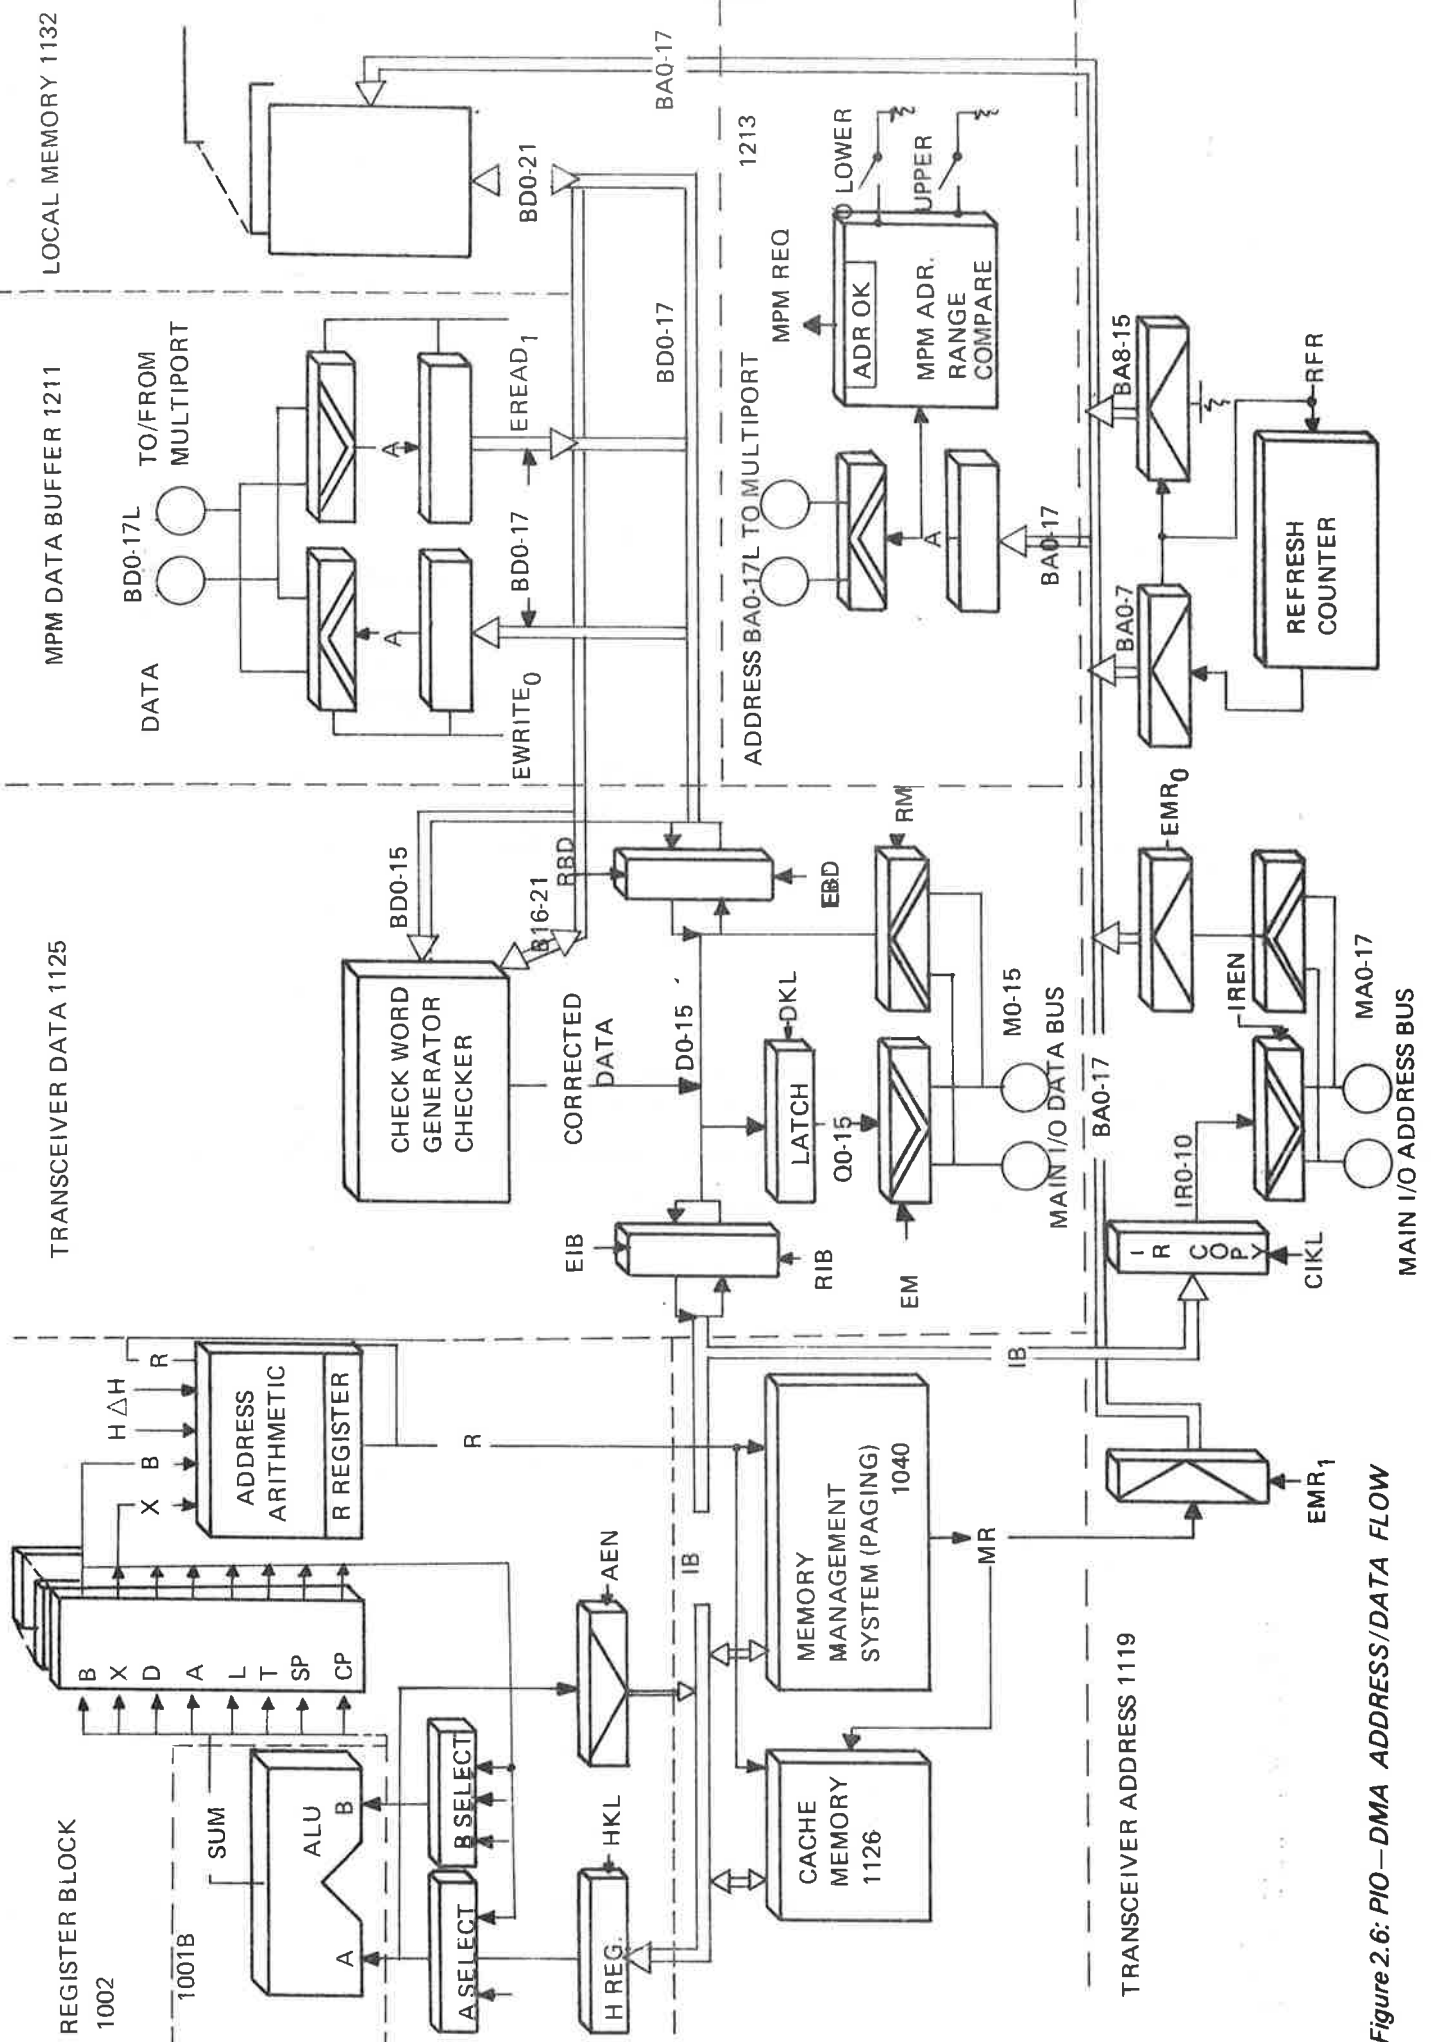 REGISTER BLOCK
1002
1001B
SUM
ALU
A
B
A SELECT
B SELECT
H REG.
HKL
AEN
B
X
D
A
L
T
SP
CP
X
B
H △H
R
ADDRESS
ARITHMETIC
R REGISTER
R
IB
CACHE
MEMORY
1126
MEMORY
MANAGEMENT
SYSTEM (PAGING)
1040
MR
IB
TRANSCEIVER ADDRESS 1119
EMR1
TRANSCEIVER DATA 1125
CHECK WORD
GENERATOR
CHECKER
BD0-15
B16-21
CORRECTED
DATA
EIB
RIB
D0-15
RBD
EBD
LATCH
DKL
Q0-15
EM
RM
M0-15
MAIN I/O DATA BUS
BA0-17
IR COPY
CIKL
IR0-10
IREN
EMR0
MA0-17
MAIN I/O ADDRESS BUS
MPM DATA BUFFER 1211
DATA
BD0-17L
TO/FROM
MULTIPORT
A
A
EWRITE0
BD0-17
EREAD1
BD0-17
LOCAL MEMORY 1132
BD0-21
BA0-17
ADDRESS BA0-17L TO MULTIPORT
1213
MPM REQ
ADR OK
MPM ADR.
RANGE
COMPARE
LOWER
UPPER
A
BA0-17
BA0-7
BA8-15
REFRESH
COUNTER
RFR
Figure 2.6: PIO—DMA ADDRESS/DATA FLOW